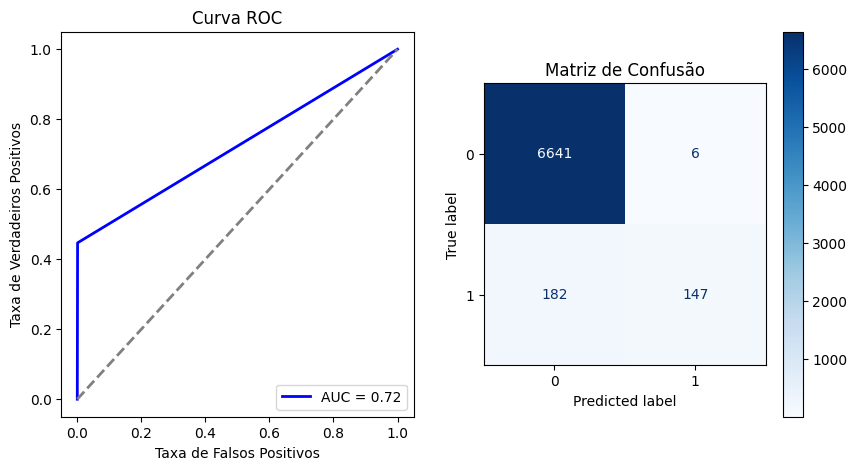 Curva ROC
1.0
0.8
0.6
0.4
0.2
0.0
Taxa de Verdadeiros Positivos
0.0 0.2 0.4 0.6 0.8 1.0
Taxa de Falsos Positivos
AUC = 0.72
Matriz de Confusão
0
1
True label
6641 6
182 147
0 1
Predicted label
6000
5000
4000
3000
2000
1000